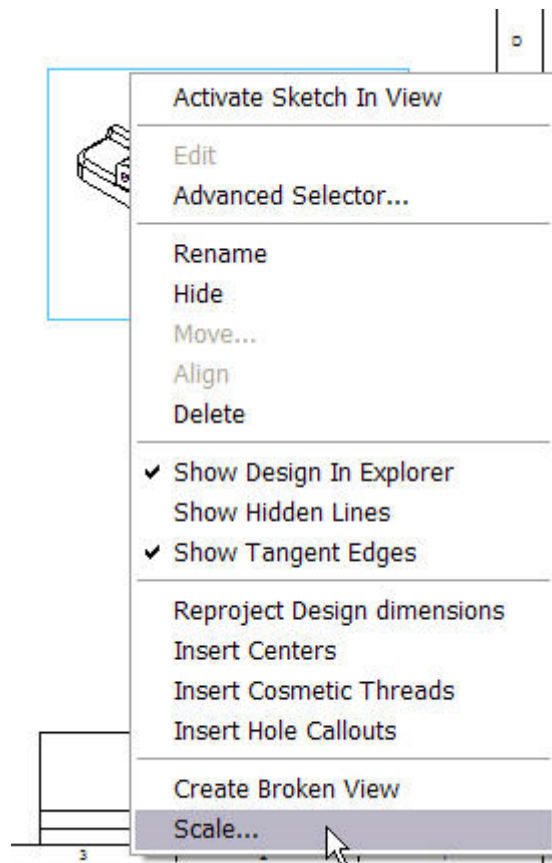 D
Activate Sketch In View
Edit
Advanced Selector...
Rename
Hide
Move...
Align
Delete
Show Design In Explorer
Show Hidden Lines
Show Tangent Edges
Reproject Design dimensions
Insert Centers
Insert Cosmetic Threads
Insert Hole Callouts
Create Broken View
Scale...
3